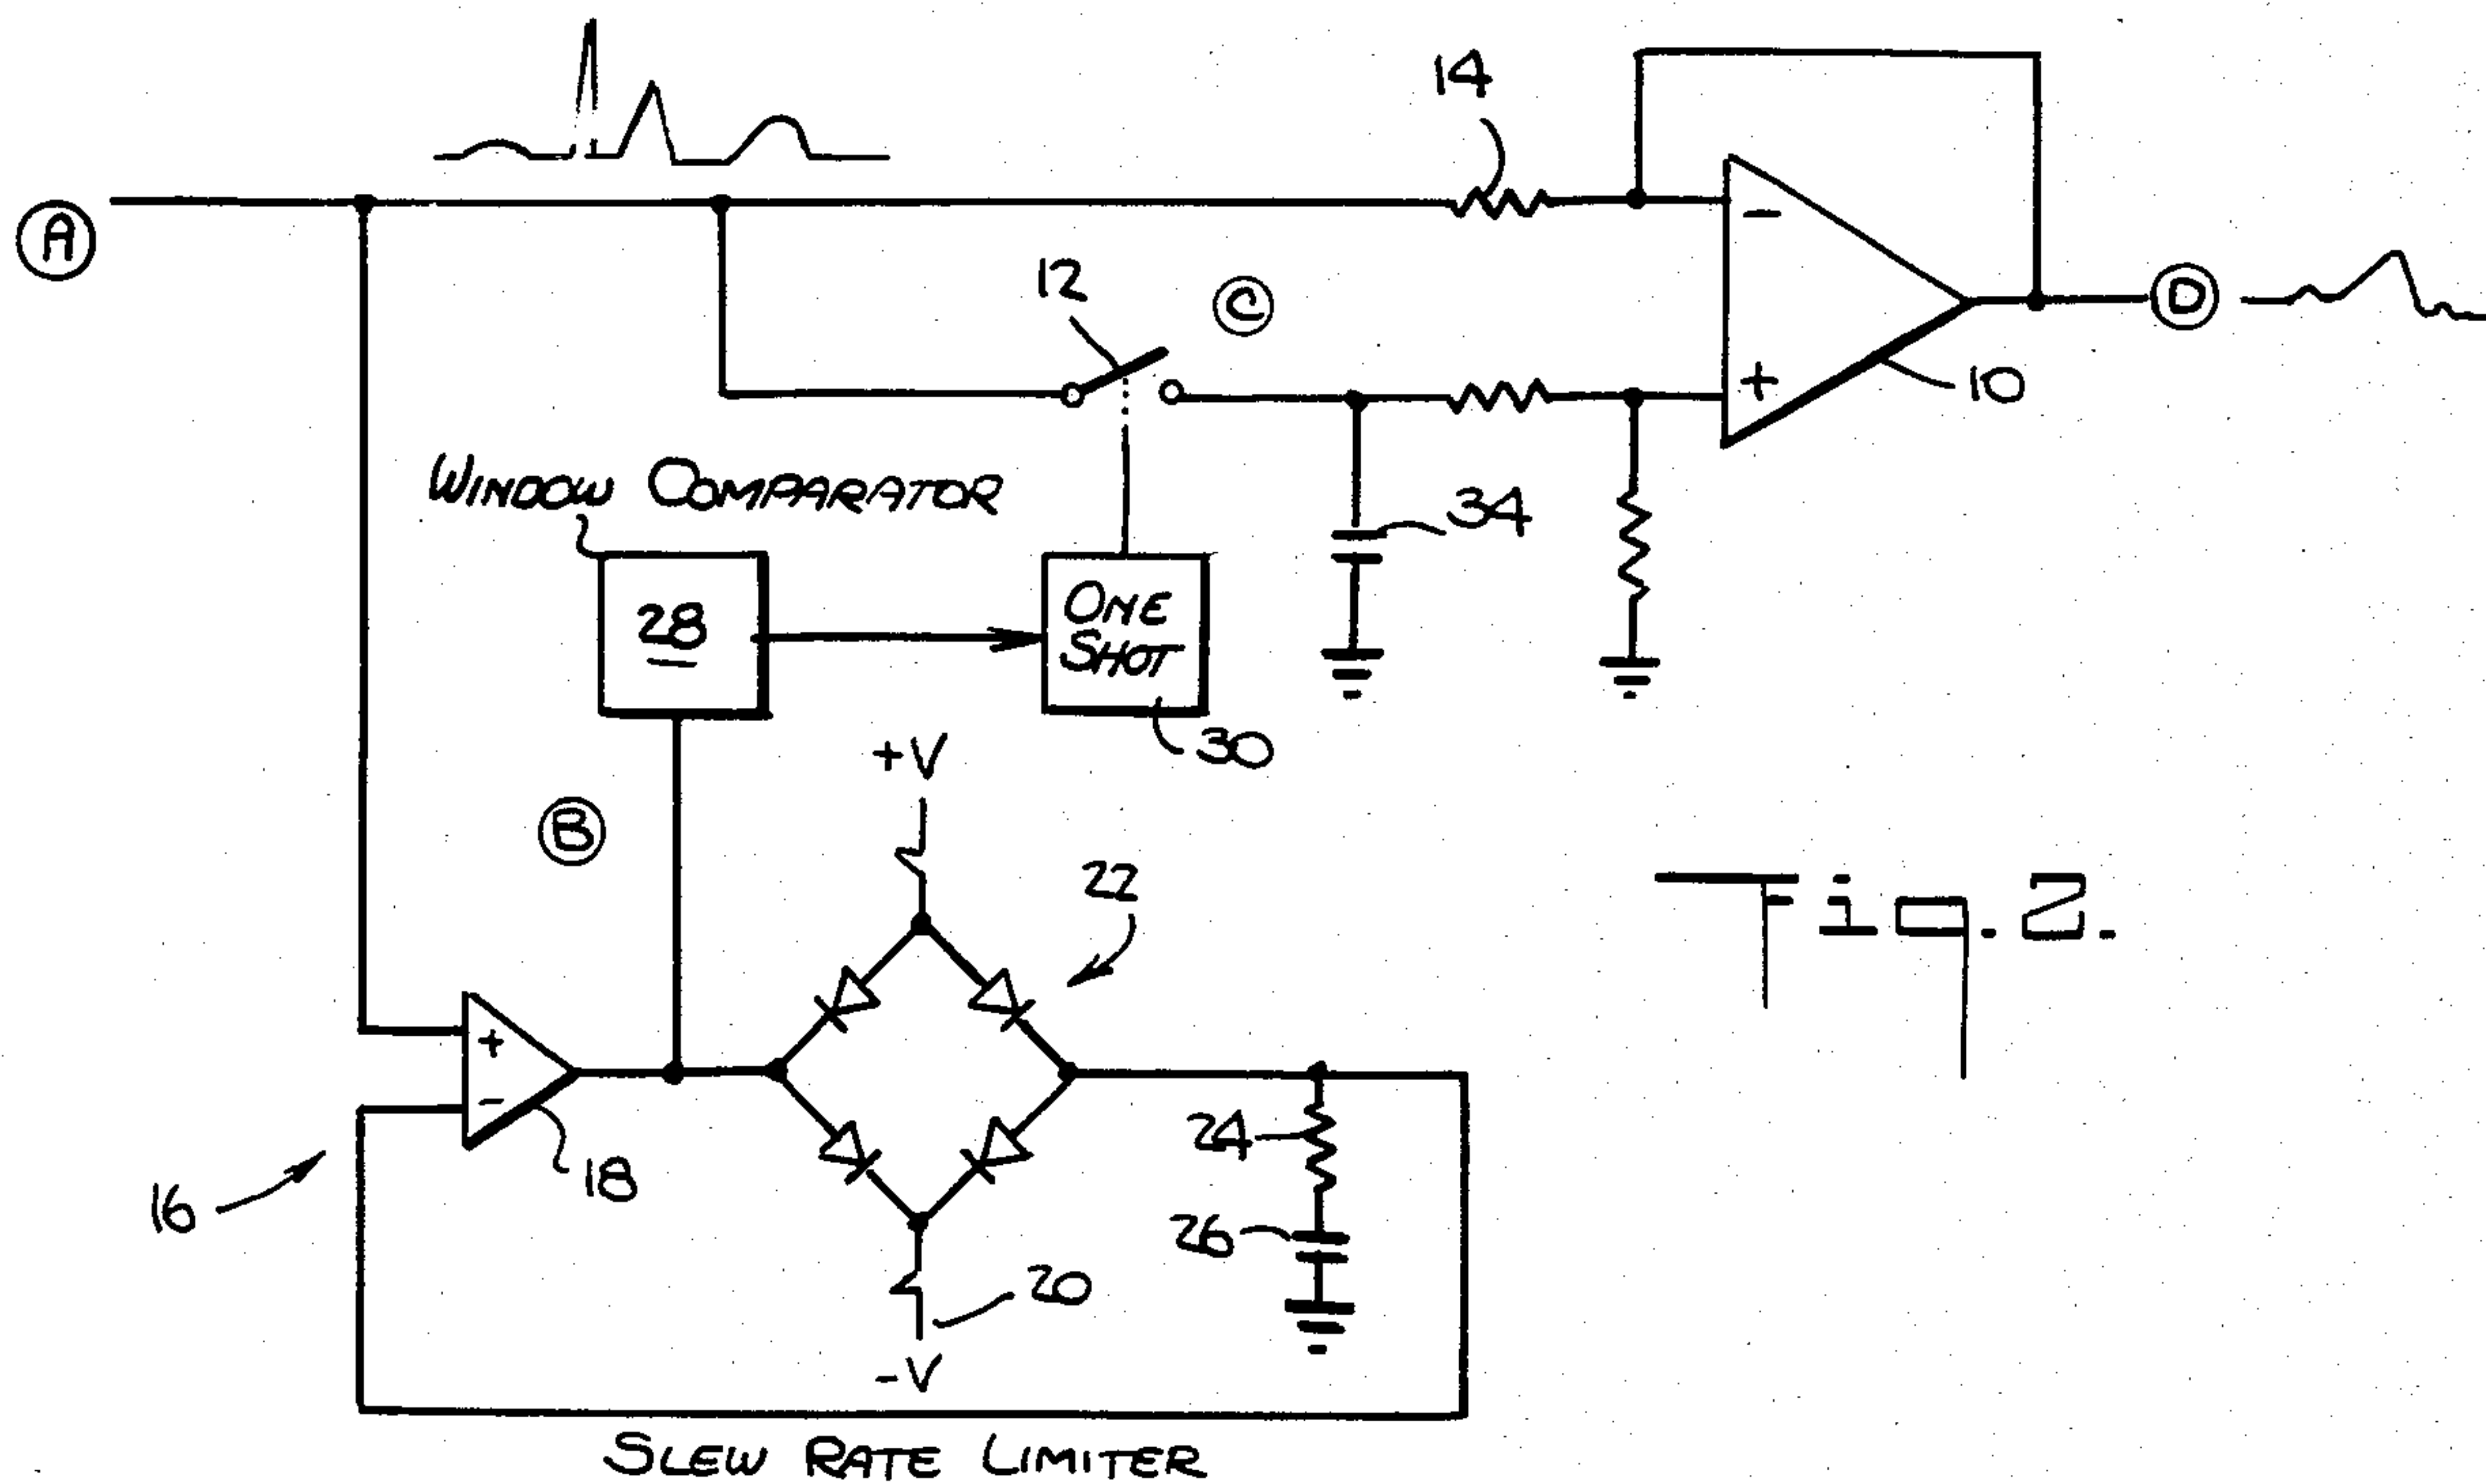 14
A
12
C
-
D
+
10
WINDOW COMPARATOR
34
28
ONE
SHOT
30
+V
B
22
Fig. 2.
+
-
18
24
16
26
20
-V
SLEW RATE LIMITER